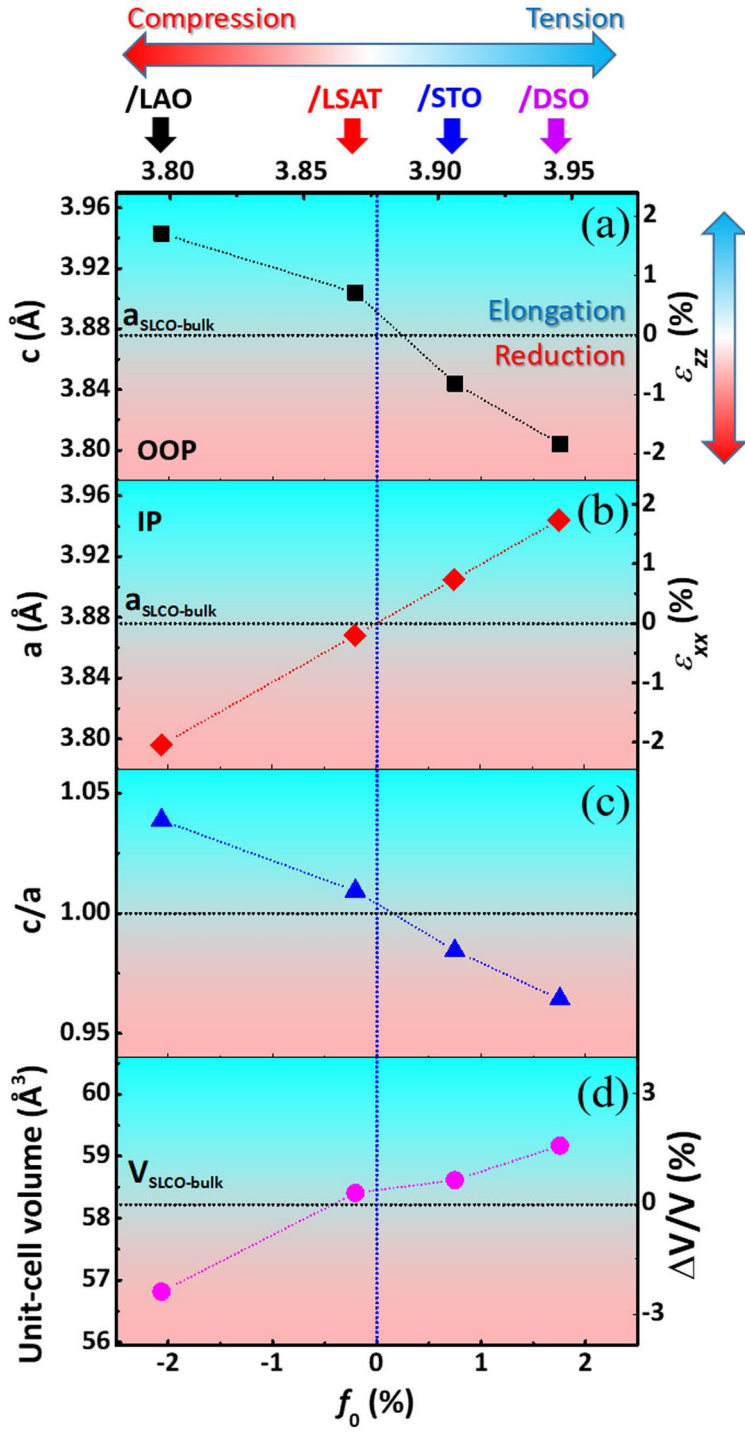 Compression Tension
/LAO /LSAT /STO /DSO
3.80 3.85 3.90 3.95
(a)
3.96
3.92
3.88
3.84
3.80
c (Å)
a_SLCO-bulk
Elongation
Reduction
OOP
2
1
0
-1
-2
ε_zz (%)
IP
(b)
3.96
3.92
3.88
3.84
3.80
a (Å)
a_SLCO-bulk
2
1
0
-1
-2
ε_xx (%)
(c)
1.05
1.00
0.95
c/a
(d)
60
59
58
57
56
Unit-cell volume (Å³)
V_SLCO-bulk
3
0
-3
ΔV/V (%)
-2 -1 0 1 2
f₀ (%)